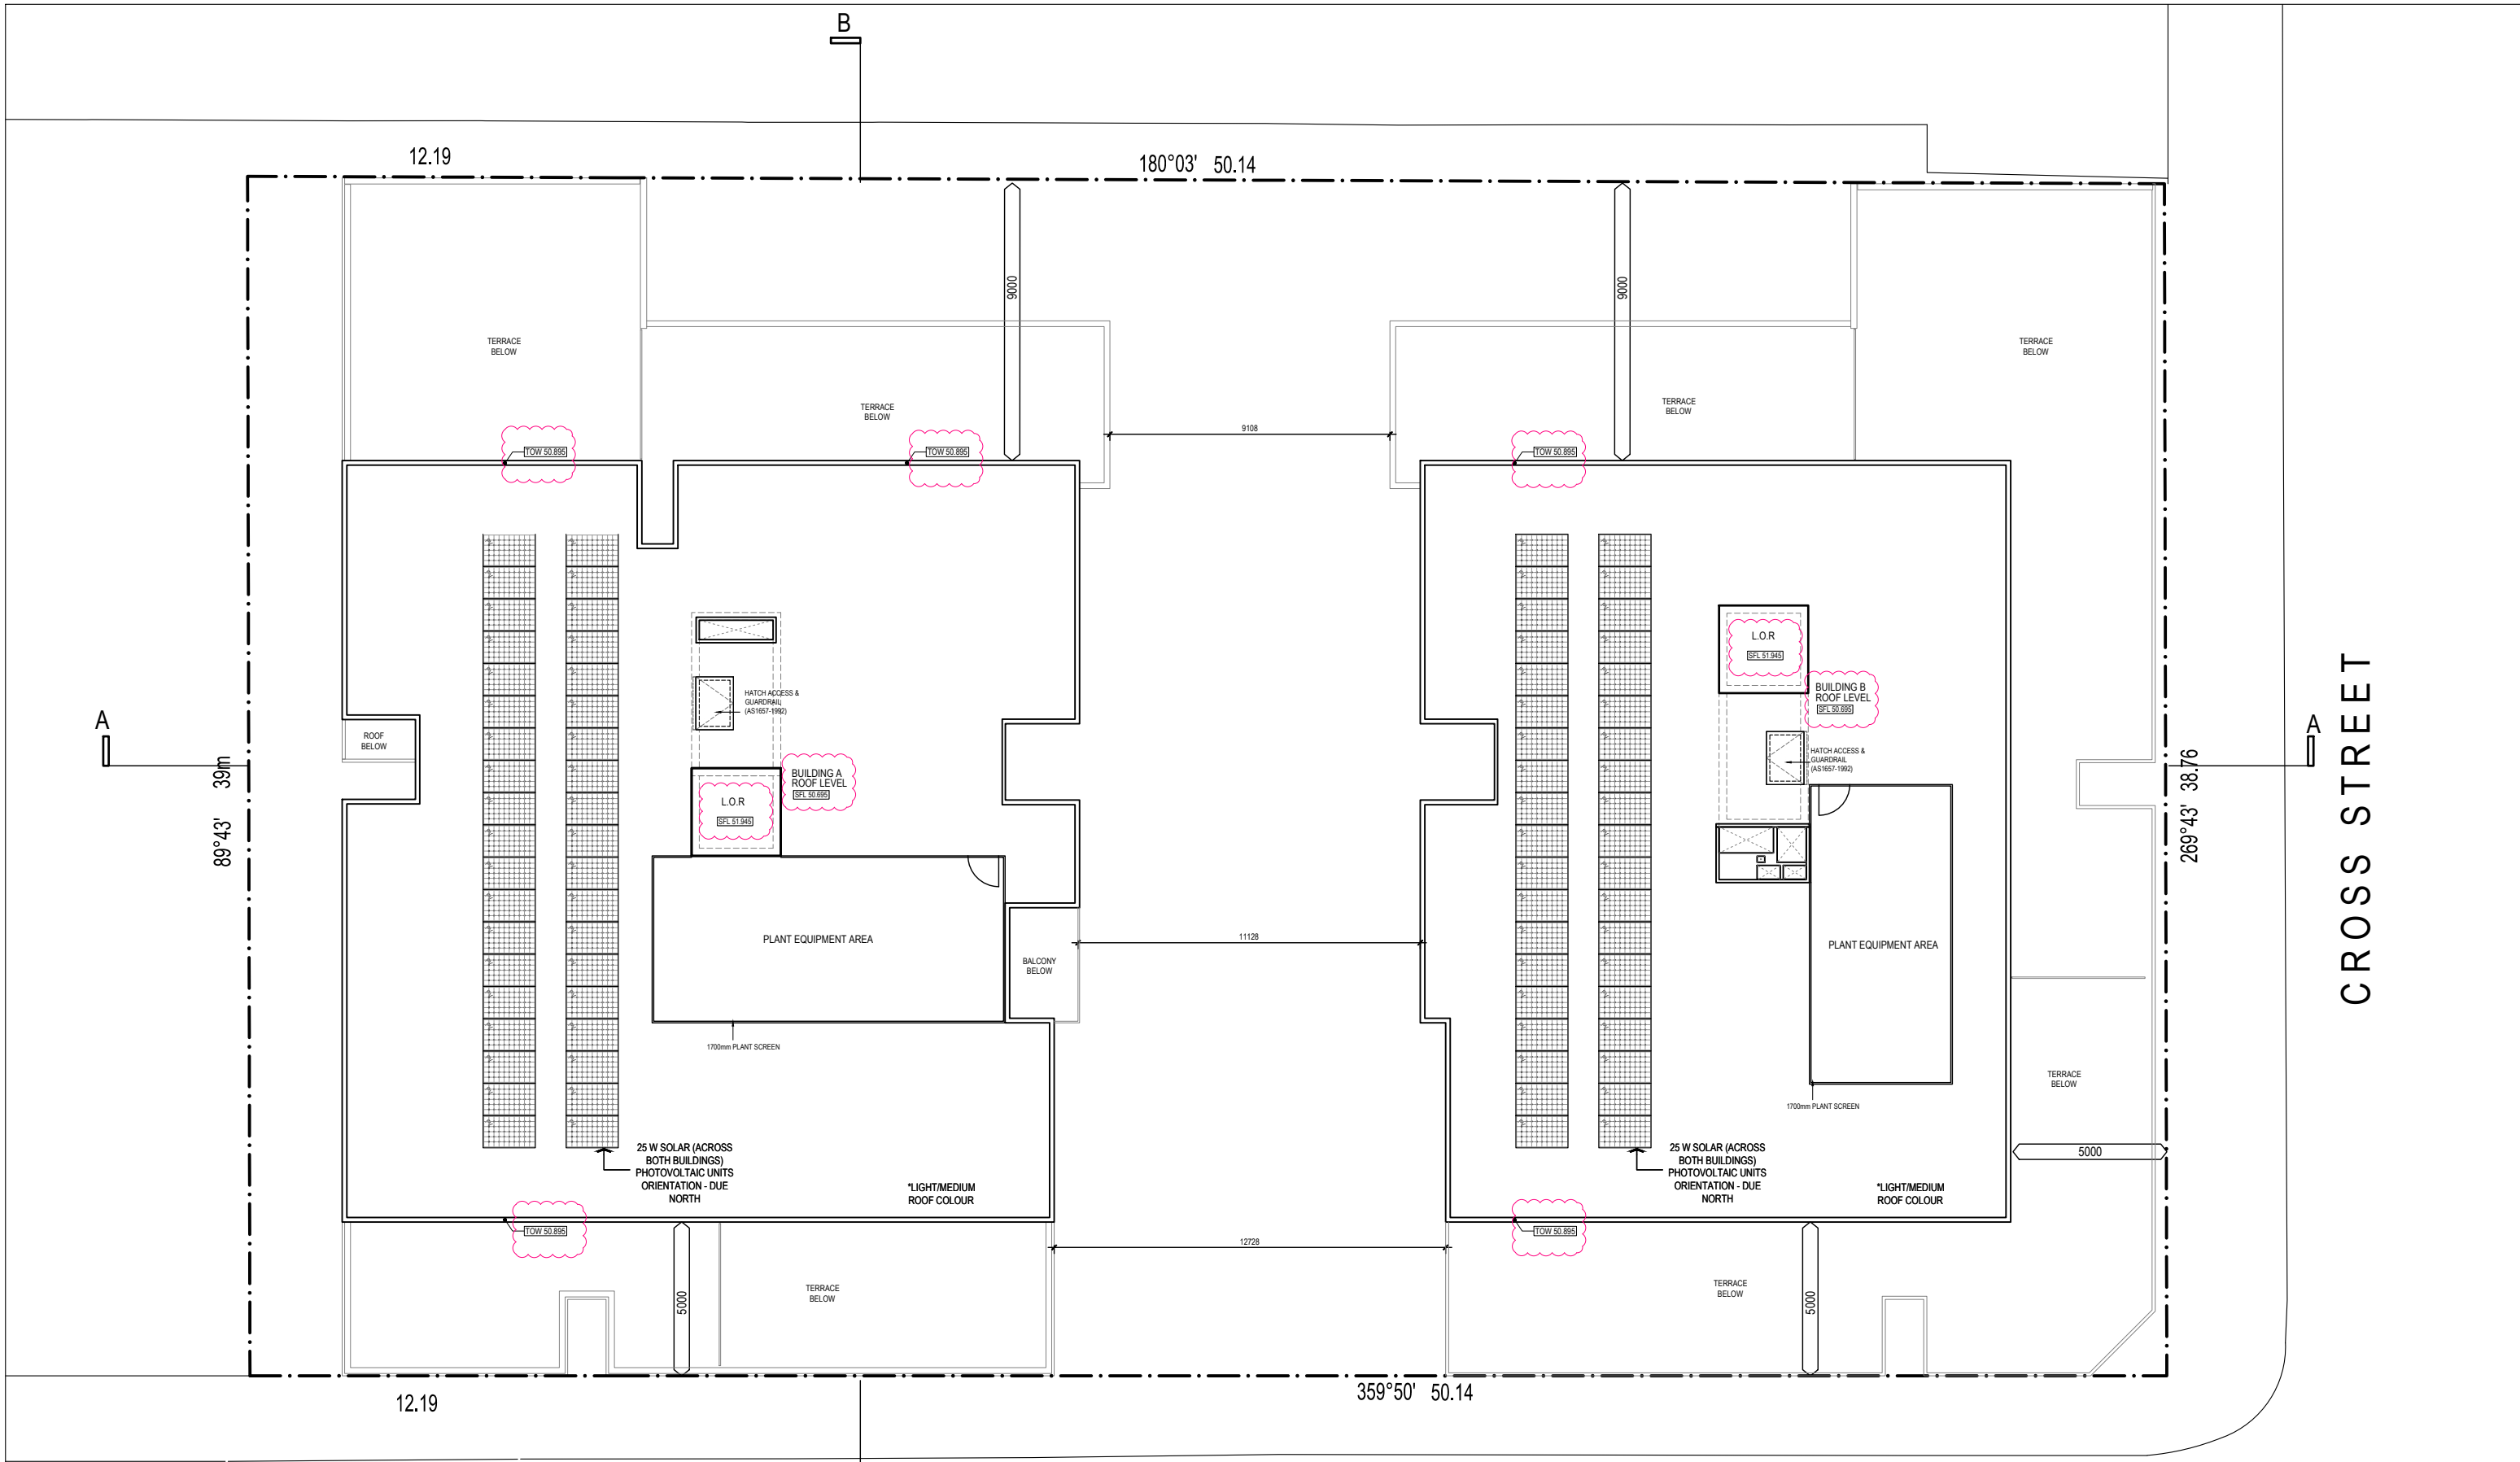 B
12.19
180°03' 50.14
9000
9000
TERRACE
BELOW
TERRACE
BELOW
TERRACE
BELOW
TERRACE
BELOW
9108
TOW 50.895
TOW 50.895
TOW 50.895
L.O.R
SFL 51.945
BUILDING B
ROOF LEVEL
SFL 50.695
HATCH ACCESS &
GUARDRAIL
(AS1657-1992)
HATCH ACCESS &
GUARDRAIL
(AS1657-1992)
A
ROOF
BELOW
89°43' 39m
BUILDING A
ROOF LEVEL
SFL 50.695
L.O.R
SFL 51.945
A
269°43' 38.76
CROSS STREET
PLANT EQUIPMENT AREA
PLANT EQUIPMENT AREA
BALCONY
BELOW
11128
1700mm PLANT SCREEN
1700mm PLANT SCREEN
TERRACE
BELOW
25 W SOLAR (ACROSS
BOTH BUILDINGS)
PHOTOVOLTAIC UNITS
ORIENTATION - DUE
NORTH
*LIGHT/MEDIUM
ROOF COLOUR
25 W SOLAR (ACROSS
BOTH BUILDINGS)
PHOTOVOLTAIC UNITS
ORIENTATION - DUE
NORTH
*LIGHT/MEDIUM
ROOF COLOUR
5000
TOW 50.895
TOW 50.895
12728
5000
TERRACE
BELOW
TERRACE
BELOW
5000
12.19
359°50' 50.14